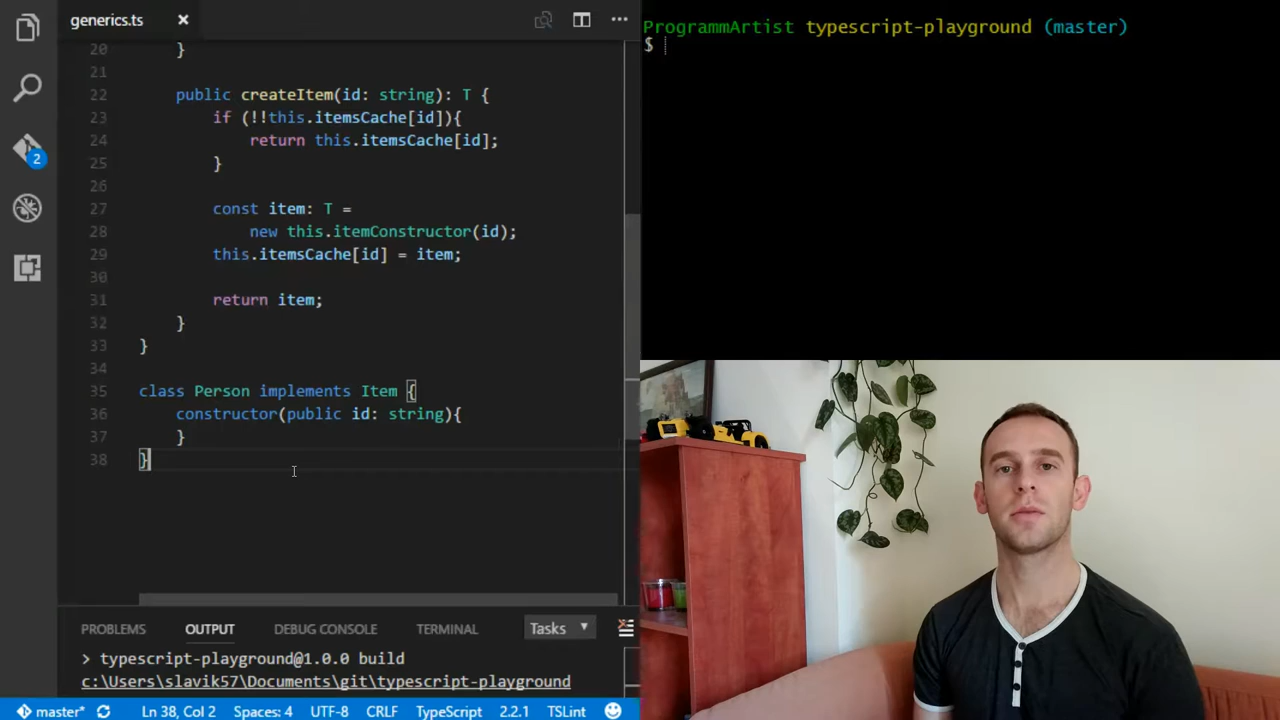 generics.ts
20 }
21
22 public createItem(id: string): T {
23 if (!!this.itemsCache[id]){
24 return this.itemsCache[id];
25 }
26
27 const item: T =
28 new this.itemConstructor(id);
29 this.itemsCache[id] = item;
30
31 return item;
32 }
33 }
34
35 class Person implements Item {
36 constructor(public id: string){
37 }
38 }
2
PROBLEMS OUTPUT DEBUG CONSOLE TERMINAL Tasks
> typescript-playground@1.0.0 build
c:\Users\slavik57\Documents\git\typescript-playground
master* Ln 38, Col 2 Spaces: 4 UTF-8 CRLF TypeScript 2.2.1 TSLint
ProgrammArtist typescript-playground (master)
$